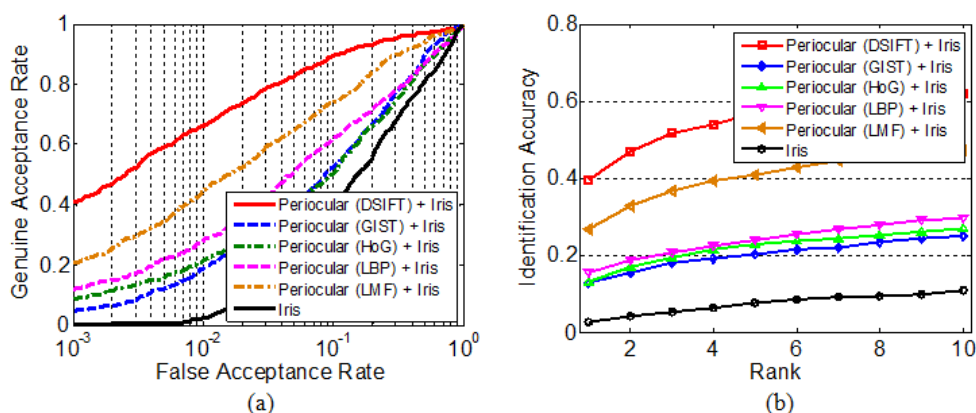 Genuine Acceptance Rate
1
0.8
0.6
0.4
0.2
0
10^-3
10^-2
10^-1
10^0
False Acceptance Rate
Periocular (DSIFT) + Iris
Periocular (GIST) + Iris
Periocular (HoG) + Iris
Periocular (LBP) + Iris
Periocular (LMF) + Iris
Iris
(a)
Identification Accuracy
0.8
0.6
0.4
0.2
0
2
4
6
8
10
Rank
Periocular (DSIFT) + Iris
Periocular (GIST) + Iris
Periocular (HoG) + Iris
Periocular (LBP) + Iris
Periocular (LMF) + Iris
Iris
(b)